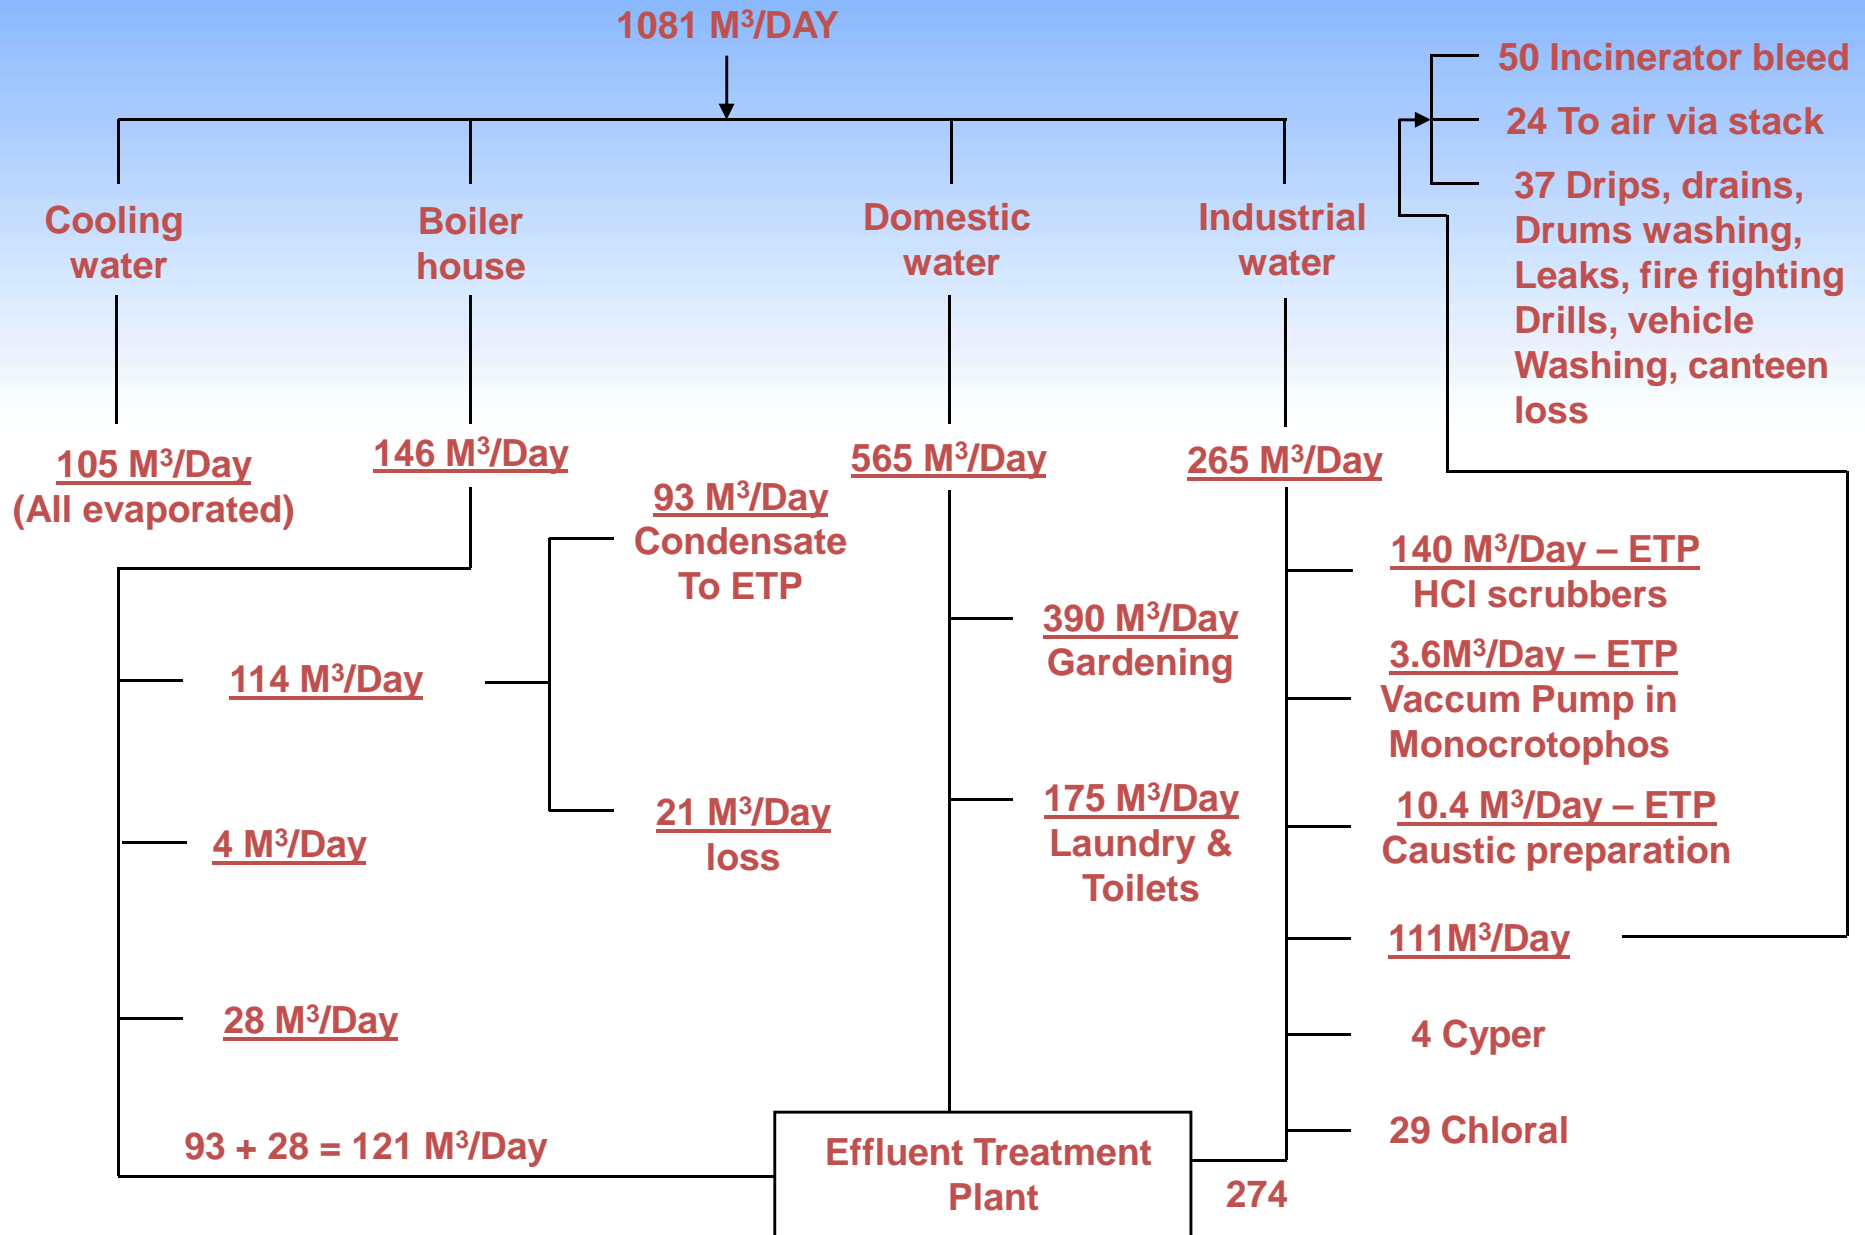 1081 M³/DAY
50 Incinerator bleed
24 To air via stack
37 Drips, drains,
Drums washing,
Leaks, fire fighting
Drills, vehicle
Washing, canteen
loss
Cooling
water
Boiler
house
Domestic
water
Industrial
water
105 M³/Day
(All evaporated)
146 M³/Day
565 M³/Day
265 M³/Day
93 M³/Day
Condensate
To ETP
114 M³/Day
21 M³/Day
loss
4 M³/Day
28 M³/Day
390 M³/Day
Gardening
175 M³/Day
Laundry &
Toilets
140 M³/Day – ETP
HCl scrubbers
3.6M³/Day – ETP
Vaccum Pump in
Monocrotophos
10.4 M³/Day – ETP
Caustic preparation
111M³/Day
4 Cyper
29 Chloral
93 + 28 = 121 M³/Day
Effluent Treatment
Plant
274